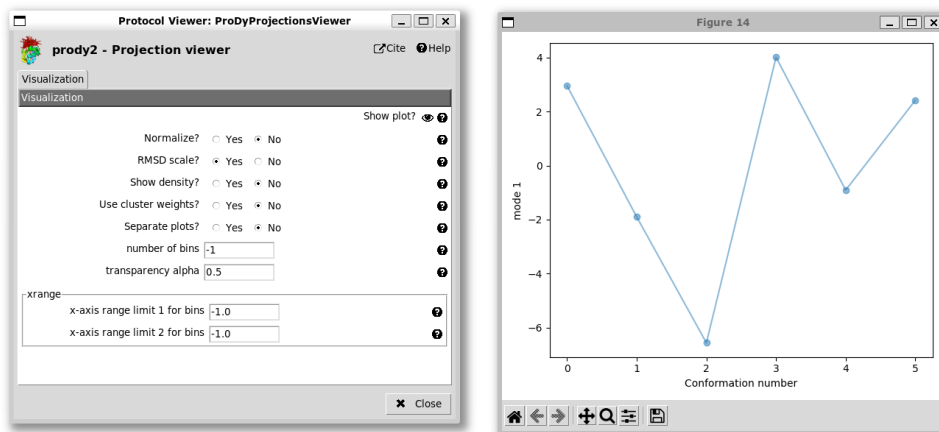 Protocol Viewer: ProDyProjectionsViewer
prody2 - Projection viewer
Cite
Help
Visualization
Visualization
Show plot?
Normalize? Yes No
RMSD scale? Yes No
Show density? Yes No
Use cluster weights? Yes No
Separate plots? Yes No
number of bins -1
transparency alpha 0.5
xrange
x-axis range limit 1 for bins -1.0
x-axis range limit 2 for bins -1.0
Close
Figure 14
4
2
0
−2
−4
−6
mode 1
0 1 2 3 4 5
Conformation number